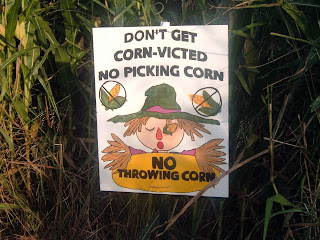 DON'T GET
CORN-VICTED
NO PICKING CORN
NO
THROWING CORN